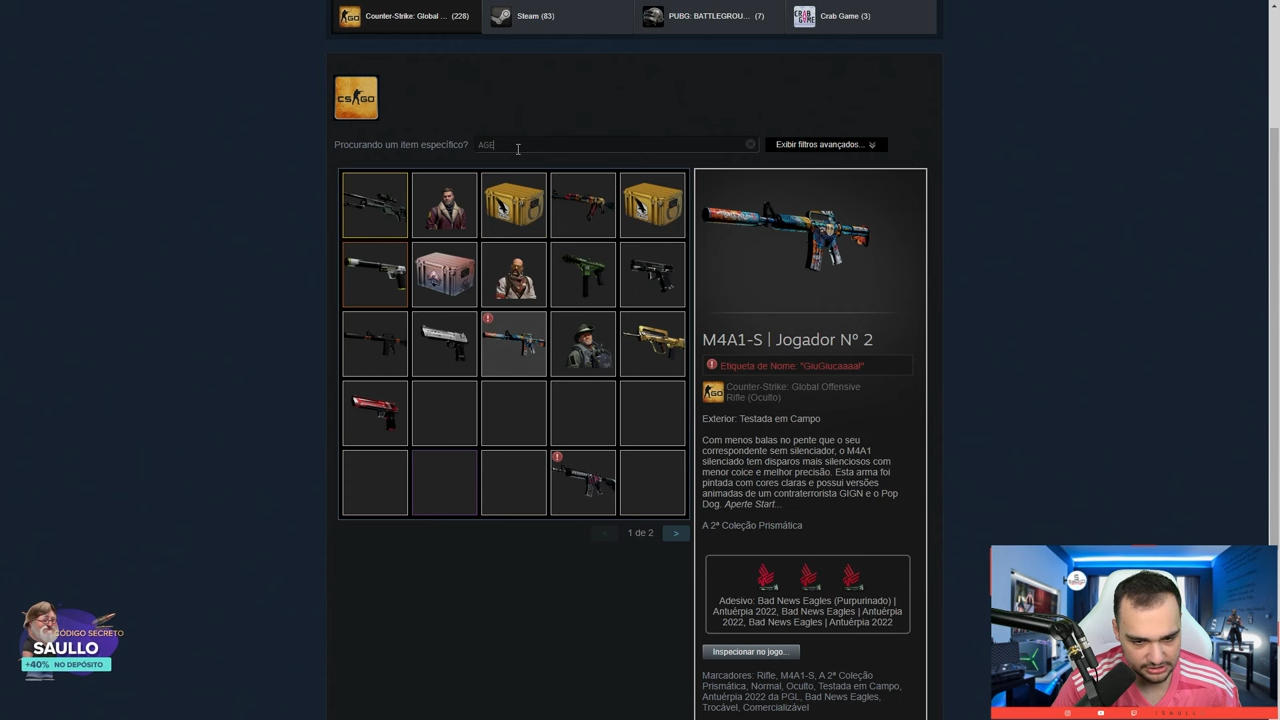 Counter-Strike: Global ... (228)
Steam (83)
PUBG: BATTLEGROU... (7)
CRAB GAME
Crab Game (3)
CS GO
Procurando um item específico?
AGE
Exibir filtros avançados...
M4A1-S | Jogador Nº 2
Etiqueta de Nome: "GiuGiucaaaal"
GO
Counter-Strike: Global Offensive
Rifle (Oculto)
Exterior: Testada em Campo
Com menos balas no pente que o seu
correspondente sem silenciador, o M4A1
silenciado tem disparos mais silenciosos com
menor coice e melhor precisão. Esta arma foi
pintada com cores claras e possui versões
animadas de um contraterrorista GIGN e o Pop
Dog. Aperte Start...
A 2ª Coleção Prismática
< 1 de 2 >
Adesivo: Bad News Eagles (Purpurinado) |
Antuérpia 2022, Bad News Eagles | Antuérpia
2022, Bad News Eagles | Antuérpia 2022
Inspecionar no jogo...
Marcadores: Rifle, M4A1-S, A 2ª Coleção
Prismática, Normal, Oculto, Testada em Campo,
Antuérpia 2022 da PGL, Bad News Eagles,
Trocável, Comercializável
CÓDIGO SECRETO
SAULLO
+40% NO DEPÓSITO